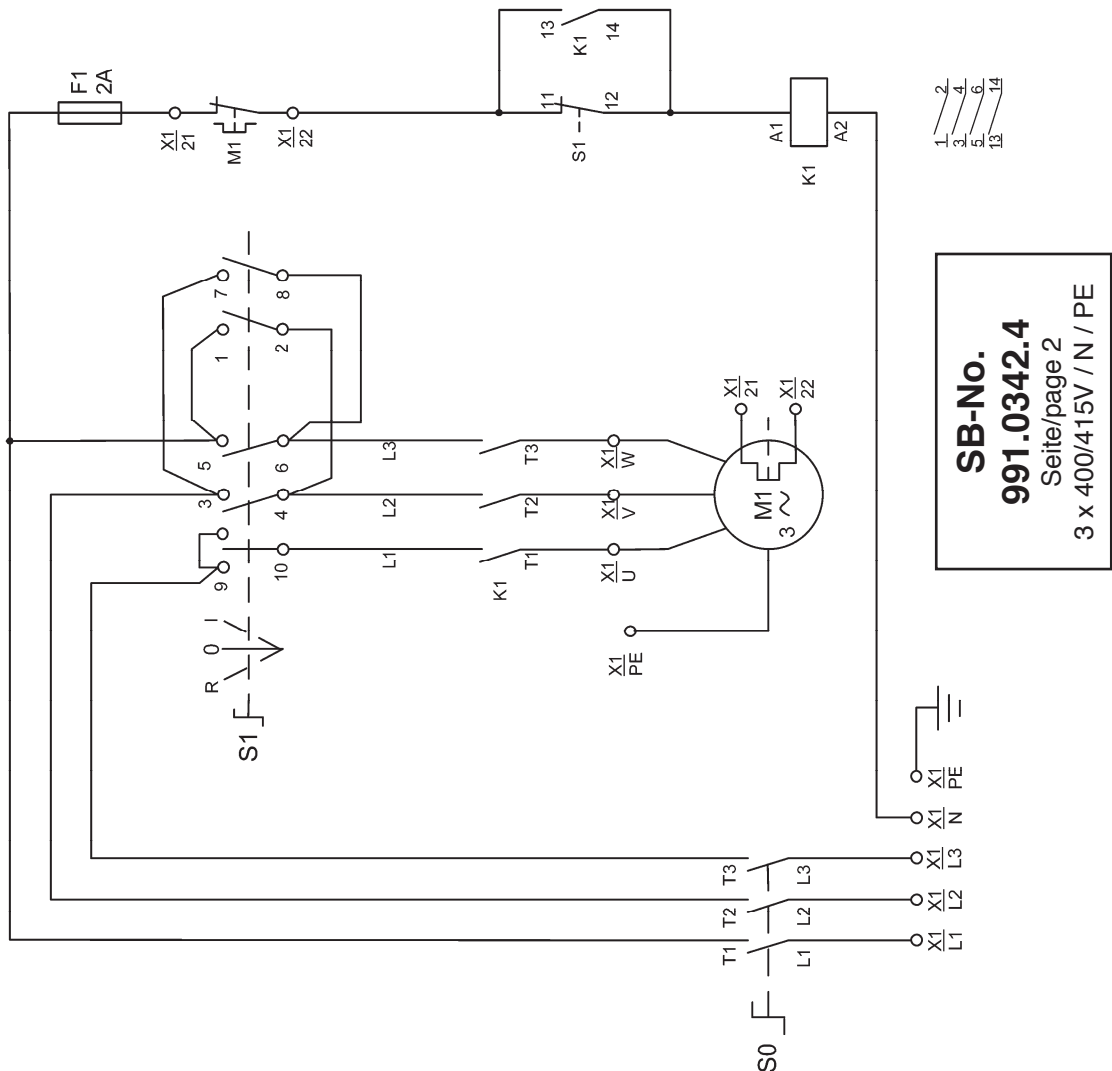 F1
2A
X1
21
M1
X1
22
13
K1
14
11
12
S1
A1
A2
K1
1 2
3 4
5 6
13 14
7
8
1
2
5
6
3
4
9
10
R 0 I
S1
L3
L2
L1
K1
T3
T2
T1
X1
W
X1
V
X1
U
M1
3 ~
X1
21
X1
22
X1
PE
SB-No.
991.0342.4
Seite/page 2
3 x 400/415V / N / PE
S0
T1
T2
T3
L1
L2
L3
X1
L1
X1
L2
X1
L3
X1
N
X1
PE